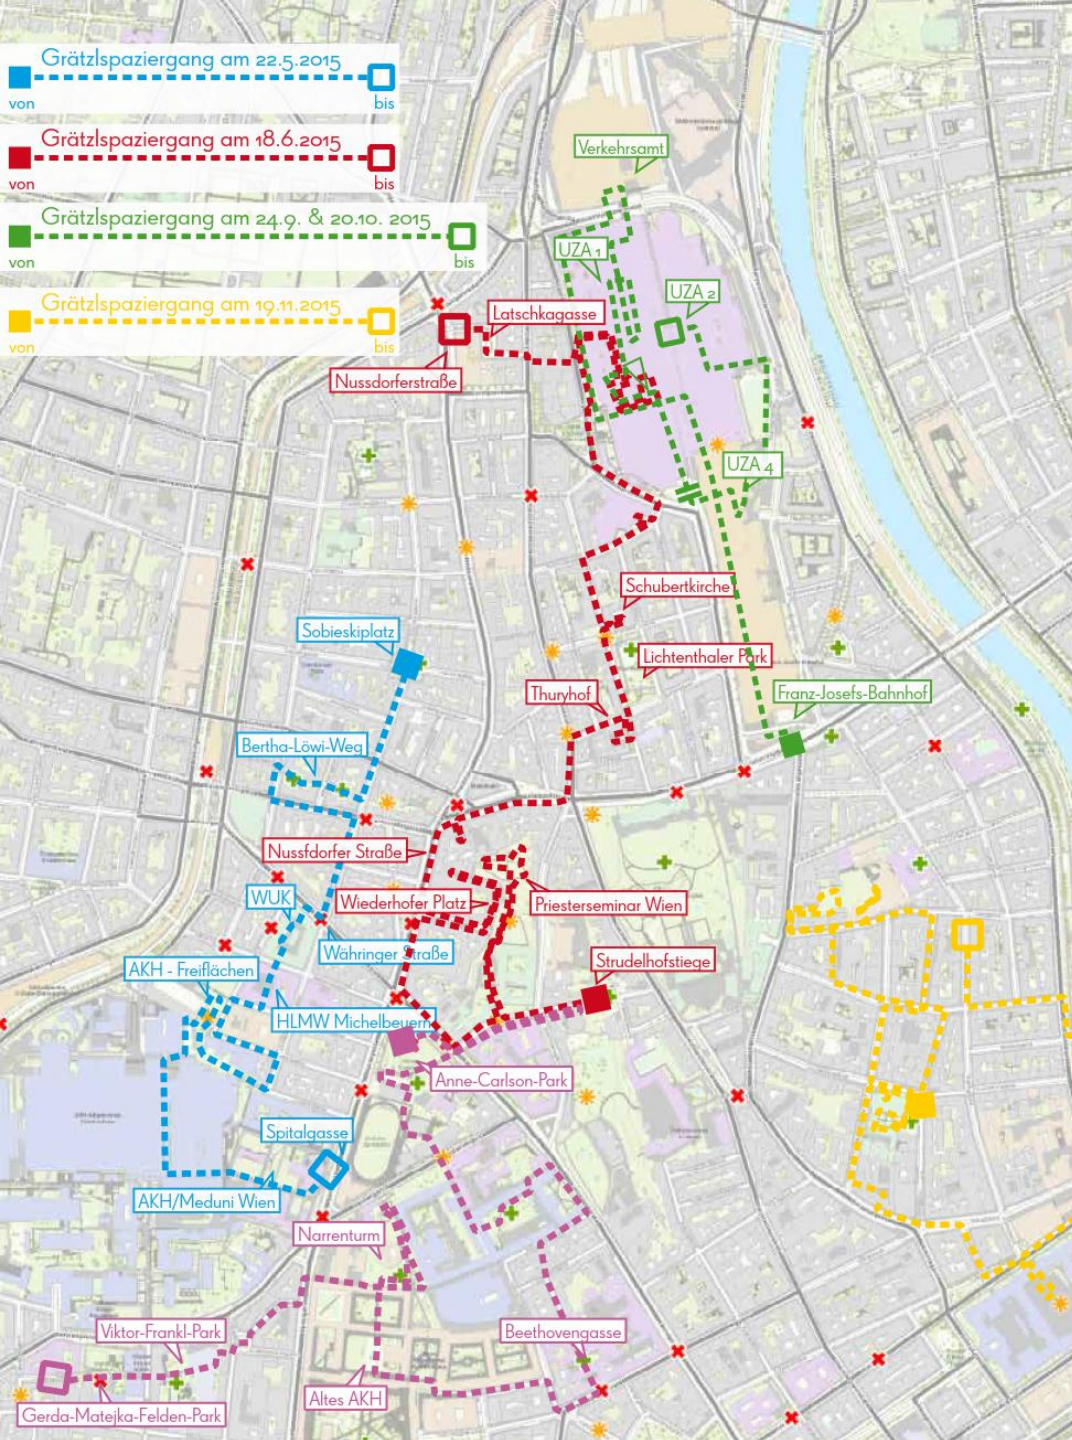 Grätzlspaziergang am 22.5.2015
von
bis
Grätzlspaziergang am 18.6.2015
von
bis
Grätzlspaziergang am 24.9. & 20.10. 2015
von
bis
Grätzlspaziergang am 19.11.2015
von
bis
Verkehrsamt
UZA 1
UZA 2
Latschkagasse
Nussdorferstraße
UZA 4
Schubertkirche
Sobieskiplatz
Lichtenthaler Park
Thuryhof
Franz-Josefs-Bahnhof
Bertha-Löwi-Weg
Nussfdorfer Straße
WUK
Wiederhofer Platz
Priesterseminar Wien
Währinger Straße
AKH - Freiflächen
Strudelhofstiege
HLMW Michelbeuern
Anne-Carlson-Park
Spitalgasse
AKH/Meduni Wien
Narrenturm
Viktor-Frankl-Park
Beethovengasse
Altes AKH
Gerda-Matejka-Felden-Park